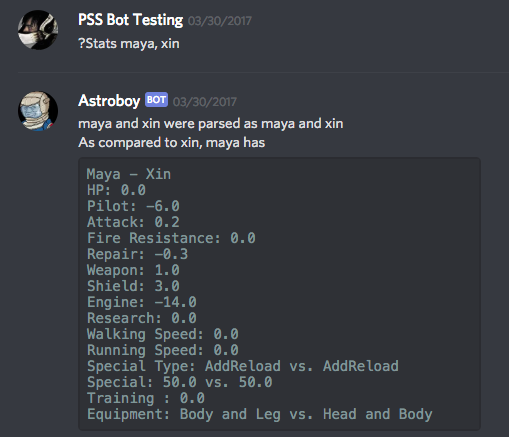 PSS Bot Testing 03/30/2017
?Stats maya, xin
Astroboy BOT 03/30/2017
maya and xin were parsed as maya and xin
As compared to xin, maya has
Maya - Xin
HP: 0.0
Pilot: -6.0
Attack: 0.2
Fire Resistance: 0.0
Repair: -0.3
Weapon: 1.0
Shield: 3.0
Engine: -14.0
Research: 0.0
Walking Speed: 0.0
Running Speed: 0.0
Special Type: AddReload vs. AddReload
Special: 50.0 vs. 50.0
Training : 0.0
Equipment: Body and Leg vs. Head and Body